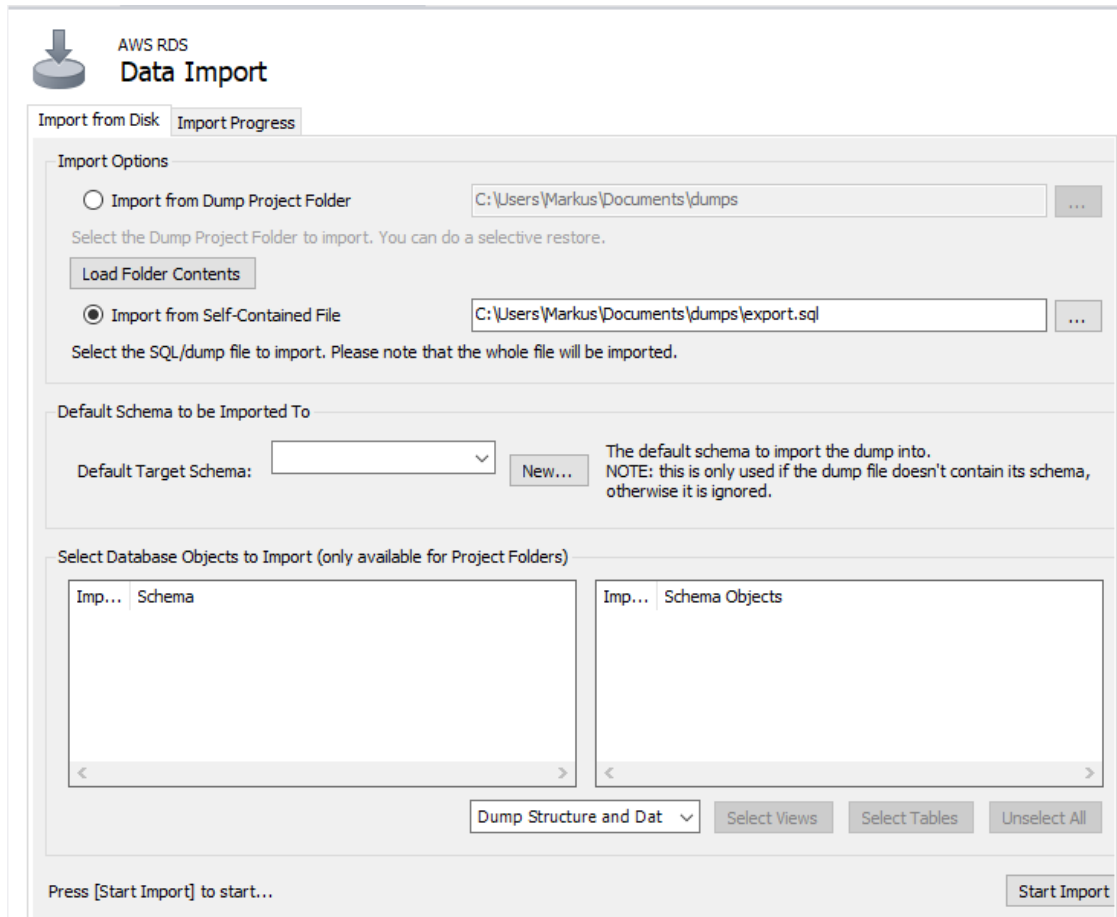 AWS RDS
Data Import
Import from Disk
Import Progress
Import Options
Import from Dump Project Folder
C:\Users\Markus\Documents\dumps
...
Select the Dump Project Folder to import. You can do a selective restore.
Load Folder Contents
Import from Self-Contained File
C:\Users\Markus\Documents\dumps\export.sql
...
Select the SQL/dump file to import. Please note that the whole file will be imported.
Default Schema to be Imported To
Default Target Schema:
New...
The default schema to import the dump into.
NOTE: this is only used if the dump file doesn't contain its schema,
otherwise it is ignored.
Select Database Objects to Import (only available for Project Folders)
Imp... Schema
Imp... Schema Objects
Dump Structure and Dat
Select Views
Select Tables
Unselect All
Press [Start Import] to start...
Start Import